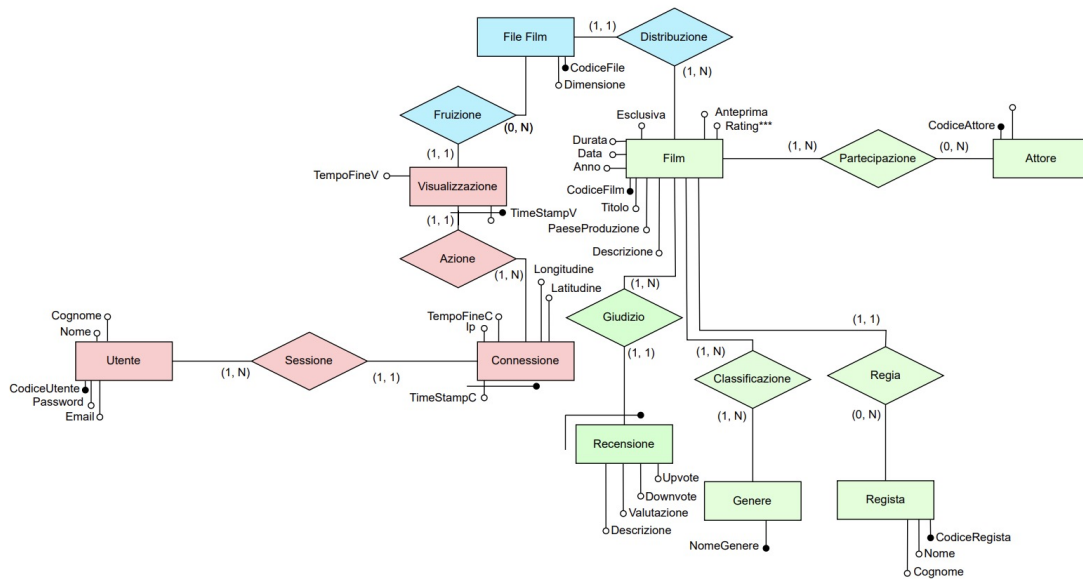 File Film
(1, 1)
Distribuzione
CodiceFile
Dimensione
(1, N)
Fruizione
(0, N)
(1, 1)
Esclusiva
Anteprima
Rating***
Durata
Data
Anno
Film
(1, N)
Partecipazione
(0, N)
CodiceAttore
Attore
TempoFineV
Visualizzazione
TimeStampV
(1, 1)
CodiceFilm
Titolo
PaeseProduzione
Descrizione
Azione
(1, N)
Longitudine
Latitudine
(1, N)
Giudizio
(1, 1)
Cognome
Nome
Utente
(1, N)
Sessione
(1, 1)
TempoFineC
Ip
Connessione
TimeStampC
CodiceUtente
Password
Email
(1, N)
Classificazione
(1, N)
(1, 1)
Regia
(0, N)
Recensione
Upvote
Downvote
Valutazione
Descrizione
Genere
NomeGenere
Regista
CodiceRegista
Nome
Cognome